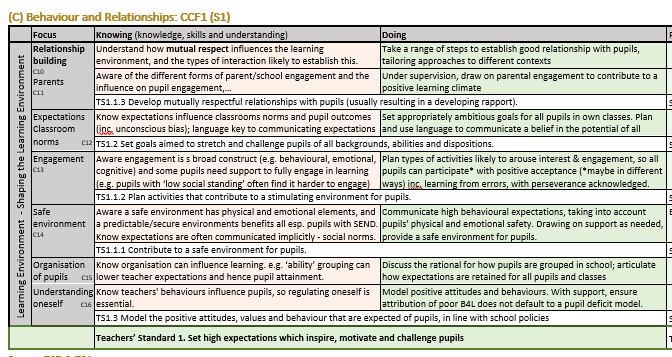 (C) Behaviour and Relationships: CCF1 (S1)
Focus Knowing (knowledge, skills and understanding) Doing
Learning Environment - Shaping the Learning Environment
Relationship building C10 Parents C11
Understand how mutual respect influences the learning
environment, and the types of interaction likely to establish this.
Take a range of steps to establish good relationship with pupils,
tailoring approaches to different contexts
Aware of the different forms of parent/school engagement and the
influence on pupil engagement,...
Under supervision, draw on parental engagement to contribute to a
positive learning climate
TS1.1.3 Develop mutually respectful relationships with pupils (usually resulting in a developing rapport).
Expectations
Classroom
norms C12
Know expectations influence classrooms norms and pupil outcomes
(inc. unconscious bias); language key to communicating expectations
Set appropriately ambitious goals for all pupils in own classes. Plan
and use language to communicate a belief in the potential of all
TS1.2 Set goals aimed to stretch and challenge pupils of all backgrounds, abilities and dispositions.
Engagement
C13
Aware engagement is s broad construct (e.g. behavioural, emotional,
cognitive) and some pupils need support to fully engage in learning
(e.g. pupils with 'low social standing' often find it harder to engage)
Plan types of activities likely to arouse interest & engagement, so all
pupils can participate* with positive acceptance (*maybe in different
ways) inc. learning from errors, with perseverance acknowledged.
TS1.1.2 Plan activities that contribute to a stimulating environment for pupils.
Safe
environment
C14
Aware a safe environment has physical and emotional elements, and
a predictable/secure environments benefits all esp. pupils with SEND.
Know expectations are often communicated implicitly - social norms.
Communicate high behavioural expectations, taking into account
pupils' physical and emotional safety. Drawing on support as needed,
provide a safe environment for pupils.
TS1.1.1 Contribute to a safe environment for pupils.
Organisation
of pupils C15
Know organisation can influence learning. e.g. 'ability' grouping can
lower teacher expectations and hence pupil attainment.
Discuss the rational for how pupils are grouped in school; articulate
how expectations are retained for all pupils and classes
Understanding
oneself C16
Know teachers' behaviours influence pupils, so regulating oneself is
essential.
Model positive attitudes and behaviours. With support, ensure
attribution of poor B4L does not default to a pupil deficit model.
TS1.3 Model the positive attitudes, values and behaviour that are expected of pupils, in line with school policies
Teachers' Standard 1. Set high expectations which inspire, motivate and challenge pupils